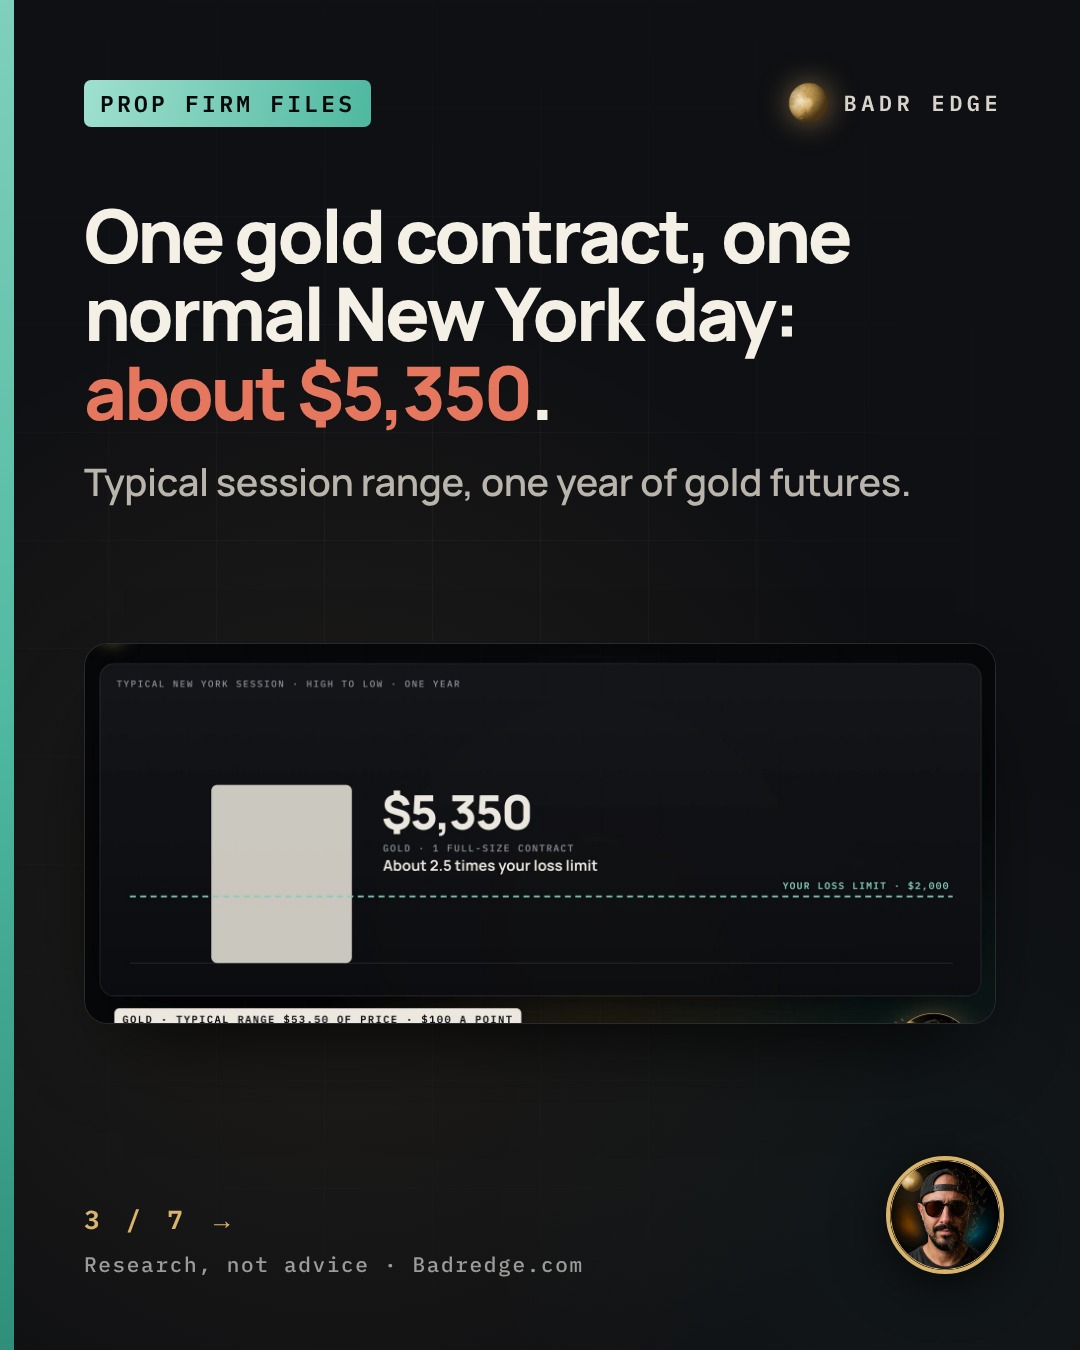 PROP FIRM FILES
BADR EDGE
One gold contract, one
normal New York day:
about $5,350.
Typical session range, one year of gold futures.
TYPICAL NEW YORK SESSION · HIGH TO LOW · ONE YEAR
$5,350
GOLD · 1 FULL-SIZE CONTRACT
About 2.5 times your loss limit
YOUR LOSS LIMIT · $2,000
GOLD · TYPICAL RANGE $53.50 OF PRICE · $100 A POINT
3 / 7 →
Research, not advice · Badredge.com